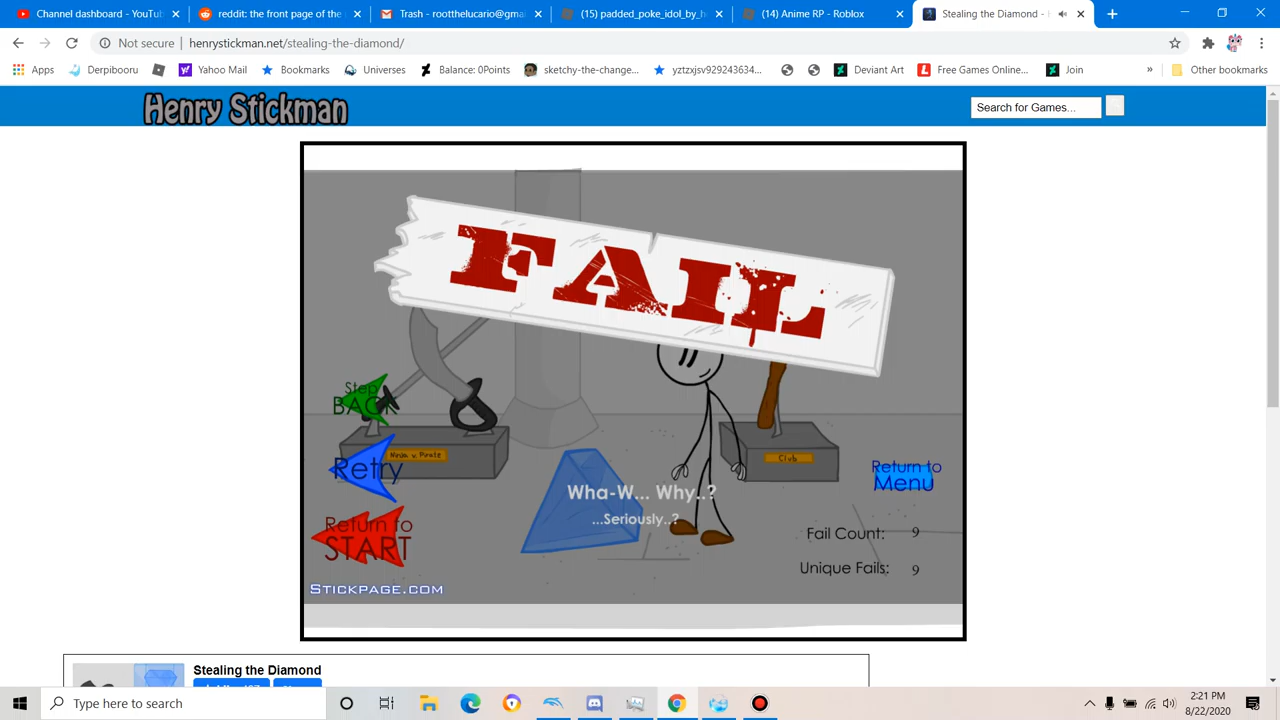 Channel dashboard - YouTub
reddit: the front page of the
Trash - rootthelucario@gma
(15) padded_poke_idol_by_h
(14) Anime RP - Roblox
Stealing the Diamond -
Not secure
henrystickman.net/stealing-the-diamond/
Apps
Derpibooru
Yahoo Mail
Bookmarks
Universes
Balance: 0Points
sketchy-the-change...
yztzxjsv929243634...
Deviant Art
Free Games Online...
Join
»
Other bookmarks
Henry Stickman
Search for Games...
FAIL
Step
BACK
Retry
Return to
START
Ninja v. Pirate
Club
Wha-W... Why..?
...Seriously..?
Return to
Menu
Fail Count: 9
Unique Fails: 9
STICKPAGE.COM
Stealing the Diamond
Type here to search
2:21 PM
8/22/2020